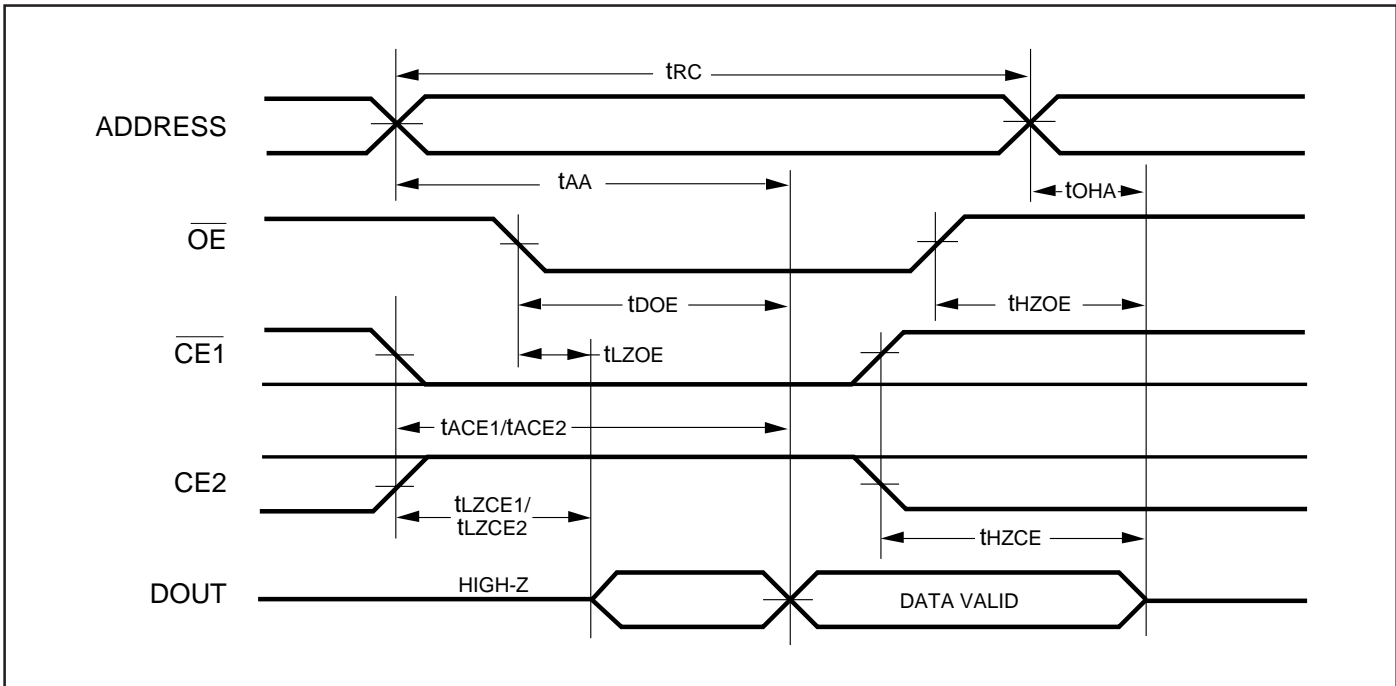 tRC
ADDRESS
tAA
tOHA
OE
tDOE
tHZOE
CE1
tLZOE
tACE1/tACE2
CE2
tLZCE1/
tLZCE2
tHZCE
DOUT
HIGH-Z
DATA VALID